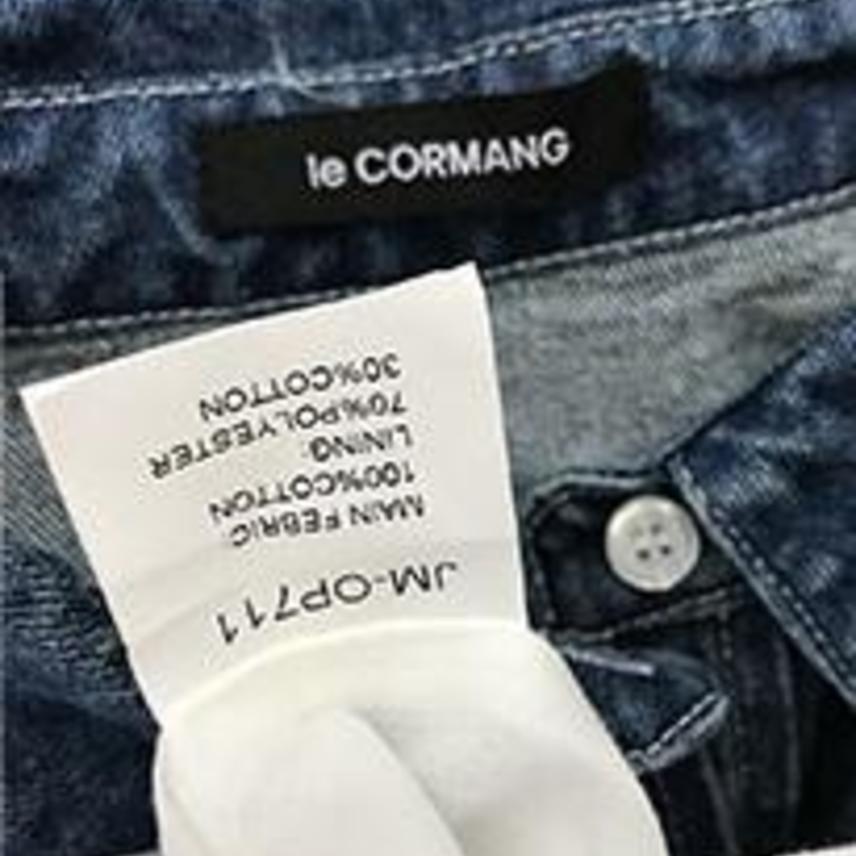 le CORMANG
JM-OP711
MAIN FEBRIC:
100%COTTON
LINING:
70%POLYESTER
30%COTTON